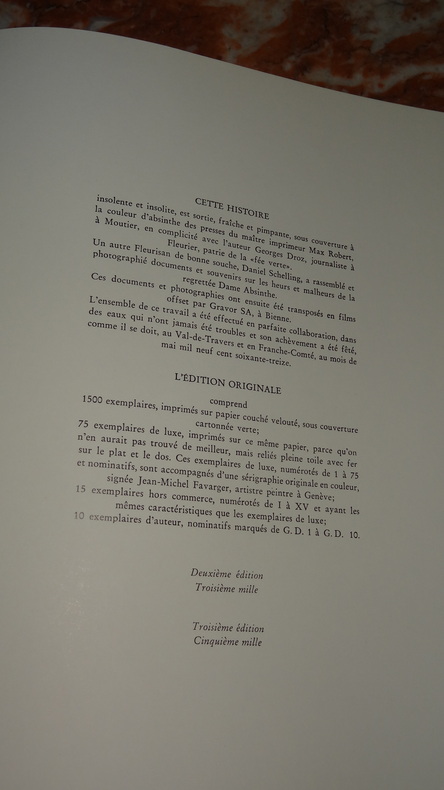 CETTE HISTOIRE
insolente et insolite, est sortie, fraîche et pimpante, sous couverture à
la couleur d'absinthe des presses du maître imprimeur Max Robert,
à Moutier, en complicité avec l'auteur Georges Droz, journaliste à
Fleurier, patrie de la «fée verte».
Un autre Fleurisan de bonne souche, Daniel Schelling, a rassemblé et
photographié documents et souvenirs sur les heurs et malheurs de la
regrettée Dame Absinthe.
Ces documents et photographies ont ensuite été transposés en films
offset par Gravor SA, à Bienne.
L'ensemble de ce travail a été effectué en parfaite collaboration, dans
des eaux qui n'ont jamais été troubles et son achèvement a été fêté,
comme il se doit, au Val-de-Travers et en Franche-Comté, au mois de
mai mil neuf cent soixante-treize.
L'ÉDITION ORIGINALE
comprend
1500 exemplaires, imprimés sur papier couché velouté, sous couverture
cartonnée verte;
75 exemplaires de luxe, imprimés sur ce même papier, parce qu'on
n'en aurait pas trouvé de meilleur, mais reliés pleine toile avec fer
sur le plat et le dos. Ces exemplaires de luxe, numérotés de 1 à 75
et nominatifs, sont accompagnés d'une sérigraphie originale en couleur,
signée Jean-Michel Favarger, artistre peintre à Genève;
15 exemplaires hors commerce, numérotés de I à XV et ayant les
mêmes caractéristiques que les exemplaires de luxe;
10 exemplaires d'auteur, nominatifs marqués de G. D. 1 à G. D. 10.
Deuxième édition
Troisième mille
Troisième édition
Cinquième mille